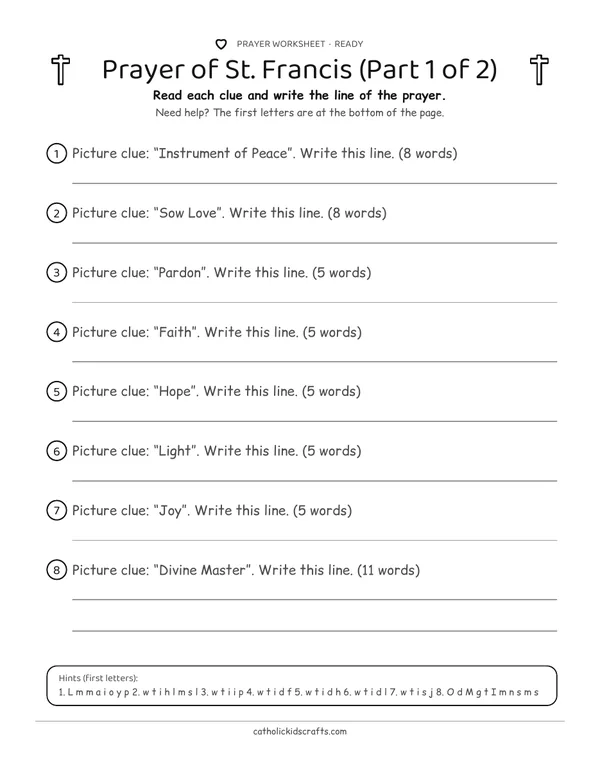 PRAYER WORKSHEET · READY
Prayer of St. Francis (Part 1 of 2)
Read each clue and write the line of the prayer.
Need help? The first letters are at the bottom of the page.
1 Picture clue: "Instrument of Peace". Write this line. (8 words)
2 Picture clue: "Sow Love". Write this line. (8 words)
3 Picture clue: "Pardon". Write this line. (5 words)
4 Picture clue: "Faith". Write this line. (5 words)
5 Picture clue: "Hope". Write this line. (5 words)
6 Picture clue: "Light". Write this line. (5 words)
7 Picture clue: "Joy". Write this line. (5 words)
8 Picture clue: "Divine Master". Write this line. (11 words)
Hints (first letters):
1. L m m a i o y p 2. w t i h l m s l 3. w t i i p 4. w t i d f 5. w t i d h 6. w t i d l 7. w t i s j 8. O d M g t I m n s m s
catholickidscrafts.com